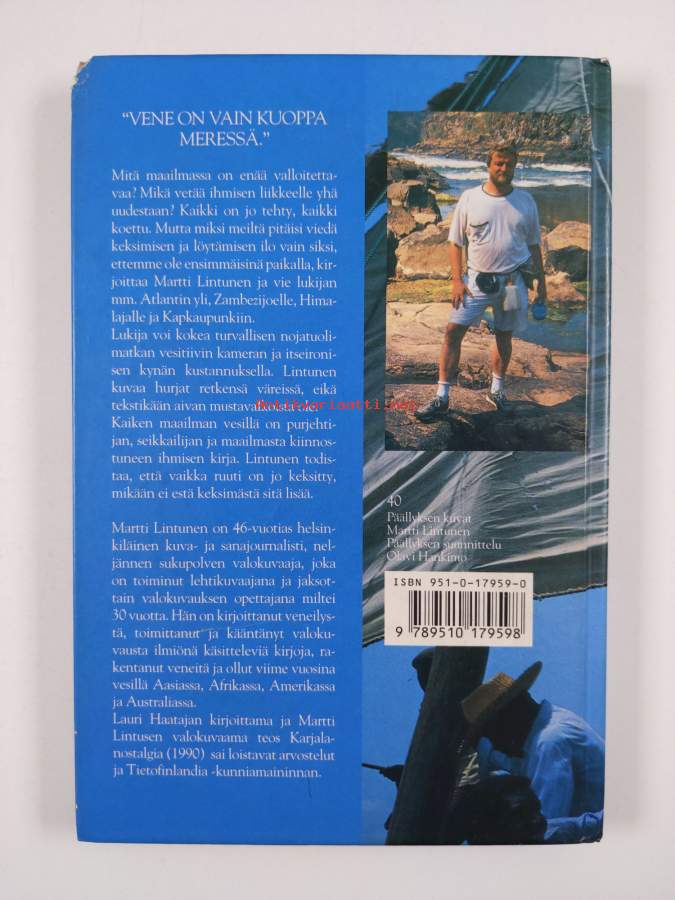 “VENE ON VAIN KUOPPA
MERESSÄ.”
Mitä maailmassa on enää valloitetta-
vaa? Mikä vetää ihmisen liikkeelle yhä
uudestaan? Kaikki on jo tehty, kaikki
koettu. Mutta miksi meiltä pitäisi viedä
keksimisen ja löytämisen ilo vain siksi,
ettemme ole ensimmäisinä paikalla, kir-
joittaa Martti Lintunen ja vie lukijan
mm. Atlantin yli, Zambezijoelle, Hima-
lajalle ja Kapkaupunkiin.
Lukija voi kokea turvallisen nojatuoli-
matkan vesitiivin kameran ja itseironi-
sen kynän kustannuksella. Lintunen
kuvaa hurjat retkensä väreissä, eikä
tekstikään aivan mustavalkoista ole.
Kaiken maailman vesillä on purjehti-
jan, seikkailijan ja maailmasta kiinnos-
tuneen ihmisen kirja. Lintunen todis-
taa, että vaikka ruuti on jo keksitty,
mikään ei estä keksimästä sitä lisää.
Martti Lintunen on 46-vuotias helsin-
kiläinen kuva- ja sanajournalisti, nel-
jännen sukupolven valokuvaaja, joka
on toiminut lehtikuvaajana ja jaksot-
tain valokuvauksen opettajana miltei
30 vuotta. Hän on kirjoittanut veneilys-
tä, toimittanut ja kääntänyt valoku-
vausta ilmiönä käsitteleviä kirjoja, ra-
kentanut veneitä ja ollut viime vuosina
vesillä Aasiassa, Afrikassa, Amerikassa
ja Australiassa.
Lauri Haatajan kirjoittama ja Martti
Lintusen valokuvaama teos Karjala-
nostalgia (1990) sai loistavat arvostelut
ja Tietofinlandia -kunniamaininnan.
40
Päällyksen kuvat
Martti Lintunen
Päällyksen suunnittelu
Olavi Hankimo
ISBN 951-0-17959-0
9 789510 179598
Antikvariaatti.net